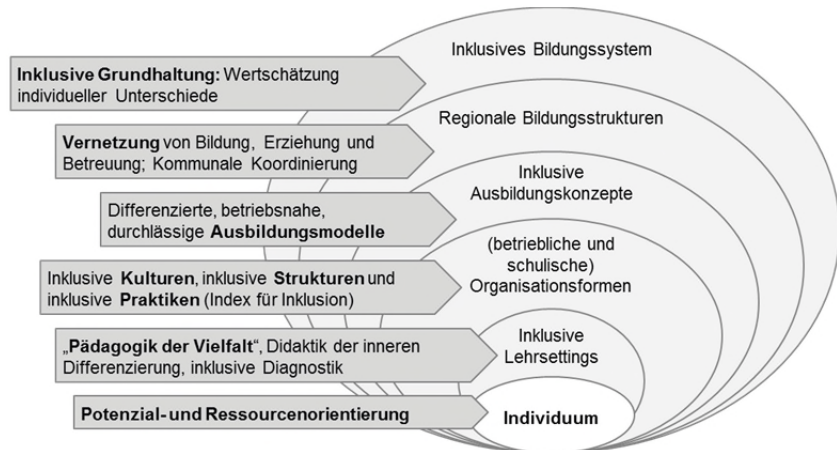 Inklusives Bildungssystem
Inklusive Grundhaltung: Wertschätzung
individueller Unterschiede
Regionale Bildungsstrukturen
Vernetzung von Bildung, Erziehung und
Betreuung; Kommunale Koordinierung
Inklusive
Ausbildungskonzepte
Differenzierte, betriebsnahe,
durchlässige Ausbildungsmodelle
(betriebliche und
schulische)
Organisationsformen
Inklusive Kulturen, inklusive Strukturen und
inklusive Praktiken (Index für Inklusion)
Inklusive
Lehrsettings
„Pädagogik der Vielfalt“, Didaktik der inneren
Differenzierung, inklusive Diagnostik
Potenzial- und Ressourcenorientierung
Individuum